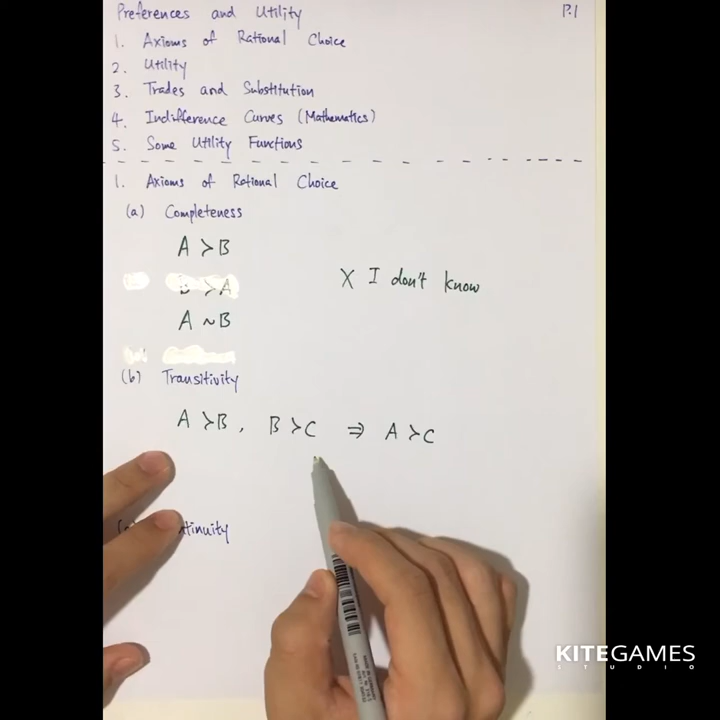 Preferences and Utility P.1
1. Axioms of Rational Choice
2. Utility
3. Trades and Substitution
4. Indifference Curves (Mathematics)
5. Some Utility Functions
1. Axioms of Rational Choice
(a) Completeness
A ≻ B
B ≻ A X I don't know
A ~ B
(b) Transitivity
A ≻ B, B ≻ C ⇒ A ≻ C
KITEGAMES
STUDIO